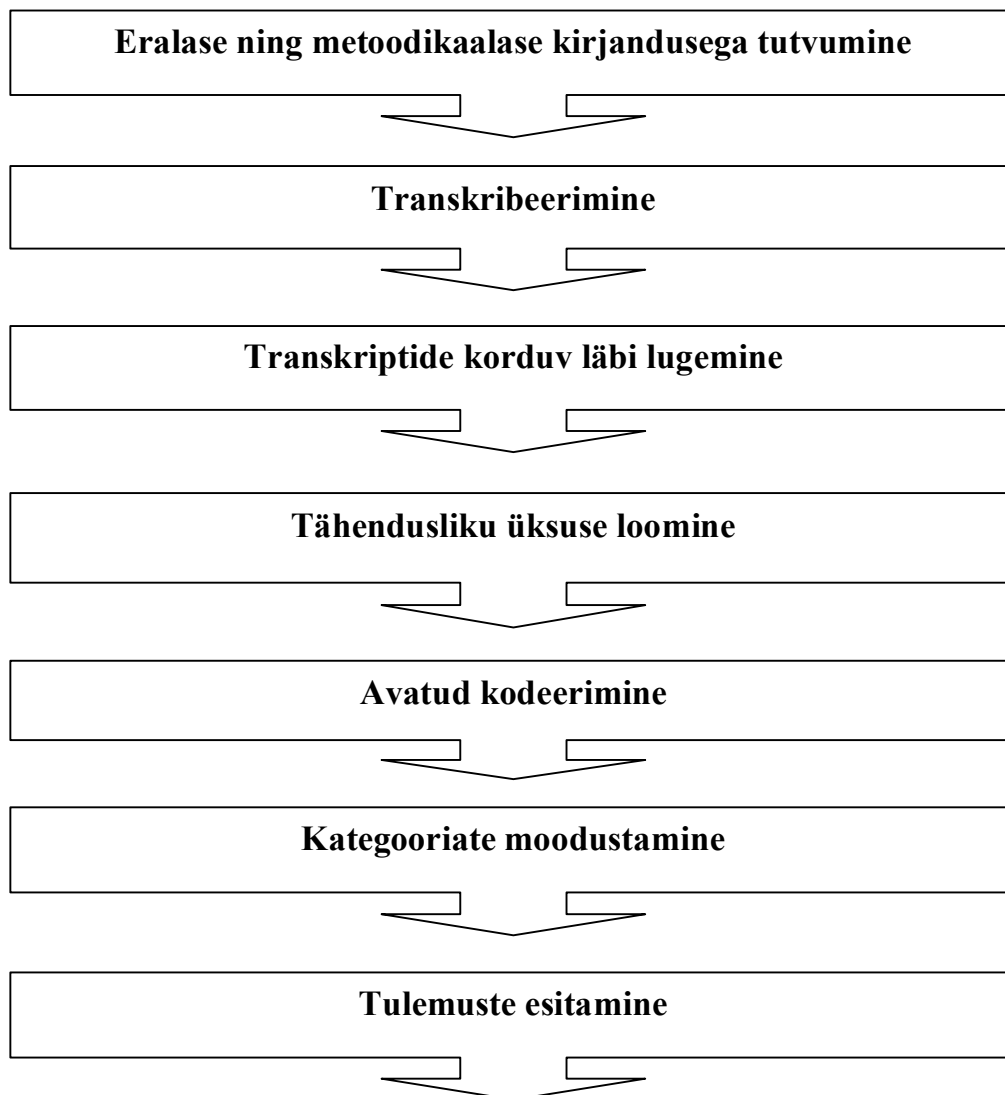 Eralase ning metoodikaalase kirjandusega tutvumine
Transkribeerimine
Transkriptide korduv läbi lugemine
Tähendusliku üksuse loomine
Avatud kodeerimine
Kategooriate moodustamine
Tulemuste esitamine